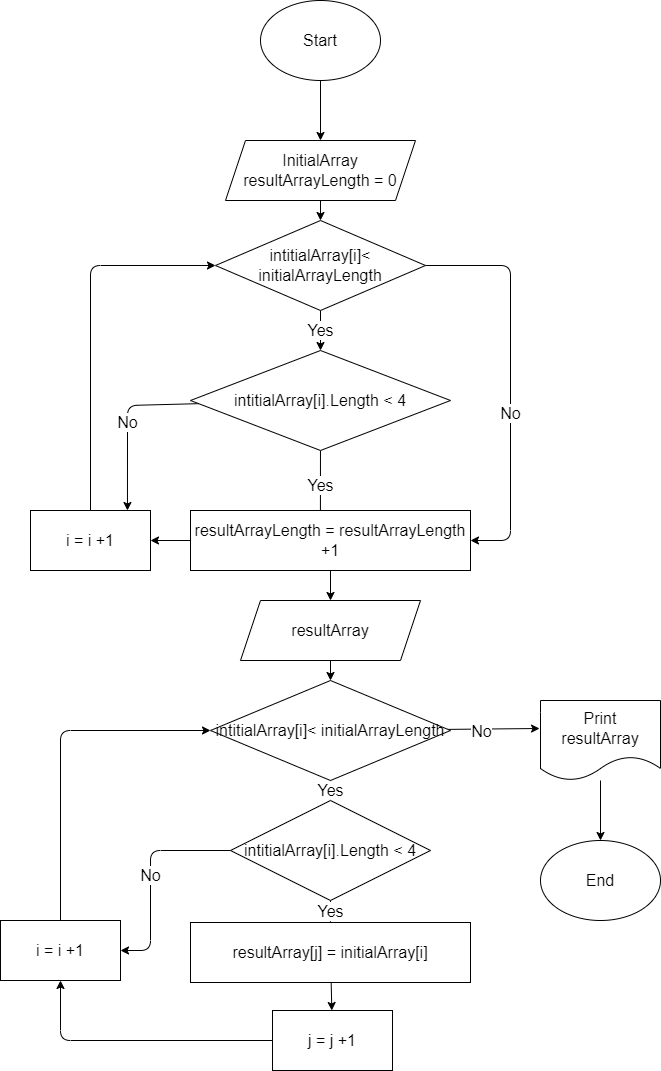 Start
InitialArray
resultArrayLength = 0
intitialArray[i]<
initialArrayLength
Yes
intitialArray[i].Length < 4
No
No
Yes
resultArrayLength = resultArrayLength
+1
i = i +1
resultArray
intitialArray[i]< initialArrayLength
No
Print
resultArray
Yes
intitialArray[i].Length < 4
No
End
Yes
i = i +1
resultArray[j] = initialArray[i]
j = j +1